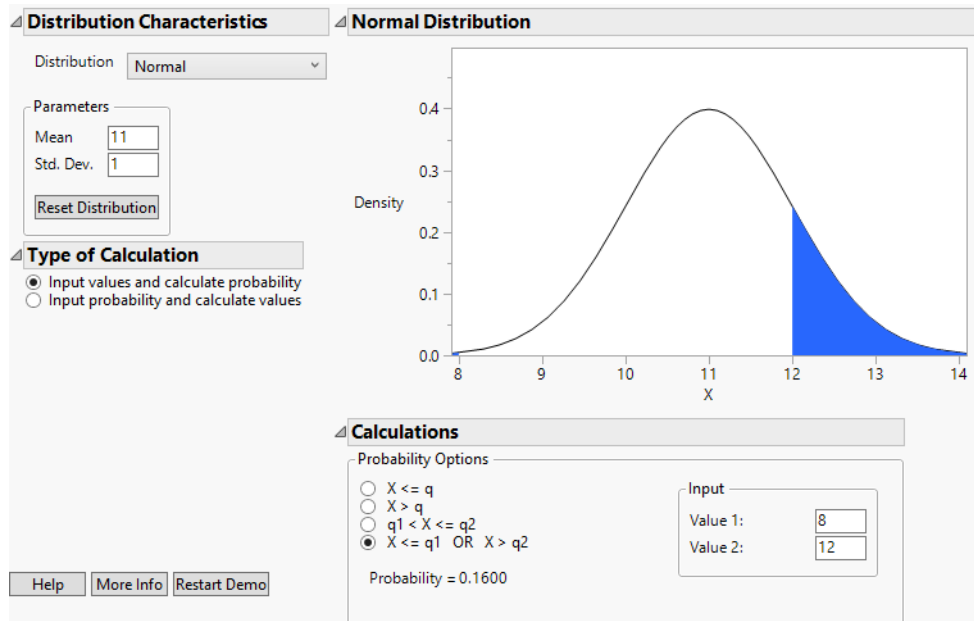 Distribution Characteristics
Distribution Normal
Parameters
Mean 11
Std. Dev. 1
Reset Distribution
Type of Calculation
Input values and calculate probability
Input probability and calculate values
Normal Distribution
0.4
0.3
Density
0.2
0.1
0.0
8 9 10 11 12 13 14
X
Calculations
Probability Options
X <= q
X > q
q1 < X <= q2
X <= q1 OR X > q2
Probability = 0.1600
Input
Value 1: 8
Value 2: 12
Help More Info Restart Demo